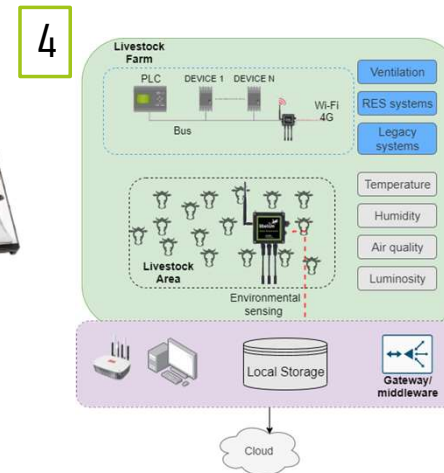 4
Livestock
Farm
PLC
DEVICE 1
DEVICE N
Wi-Fi
4G
Bus
Ventilation
RES systems
Legacy
systems
Livestock
Area
Environmental
sensing
Temperature
Humidity
Air quality
Luminosity
Local Storage
Gateway/
middleware
Cloud